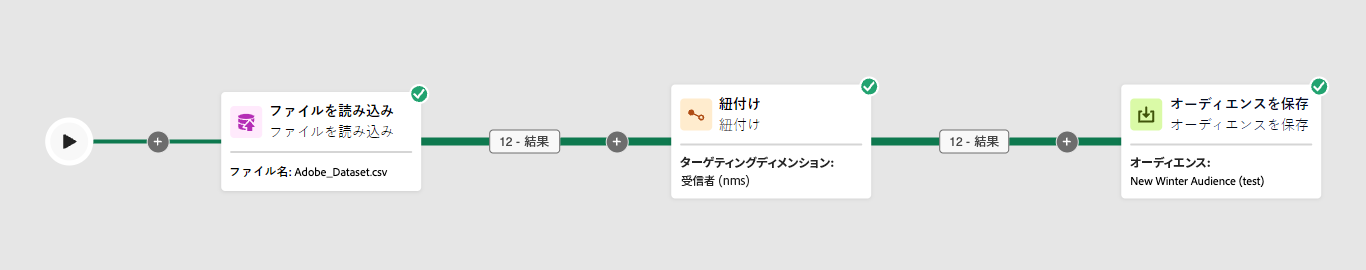 ファイルを読み込み
ファイルを読み込み
ファイル名: Adobe_Dataset.csv
12 - 結果
紐付け
紐付け
ターゲティングディメンション:
受信者 (nms)
12 - 結果
オーディエンスを保存
オーディエンスを保存
オーディエンス:
New Winter Audience (test)